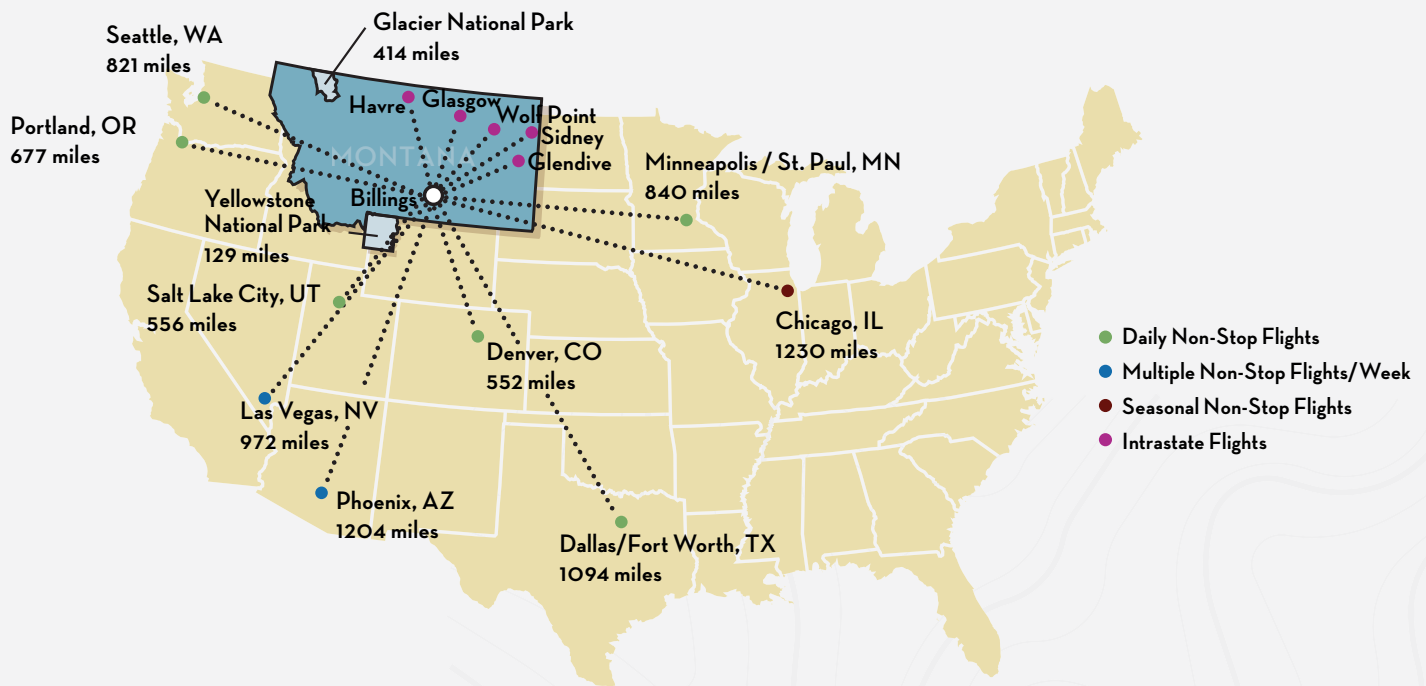 Glacier National Park
414 miles
Seattle, WA
821 miles
Havre
Glasgow
Wolf Point
Sidney
Glendive
Portland, OR
677 miles
MONTANA
Minneapolis / St. Paul, MN
840 miles
Billings
Yellowstone
National Park
129 miles
Salt Lake City, UT
556 miles
Chicago, IL
1230 miles
Denver, CO
552 miles
Las Vegas, NV
972 miles
Phoenix, AZ
1204 miles
Dallas/Fort Worth, TX
1094 miles
Daily Non-Stop Flights
Multiple Non-Stop Flights/Week
Seasonal Non-Stop Flights
Intrastate Flights